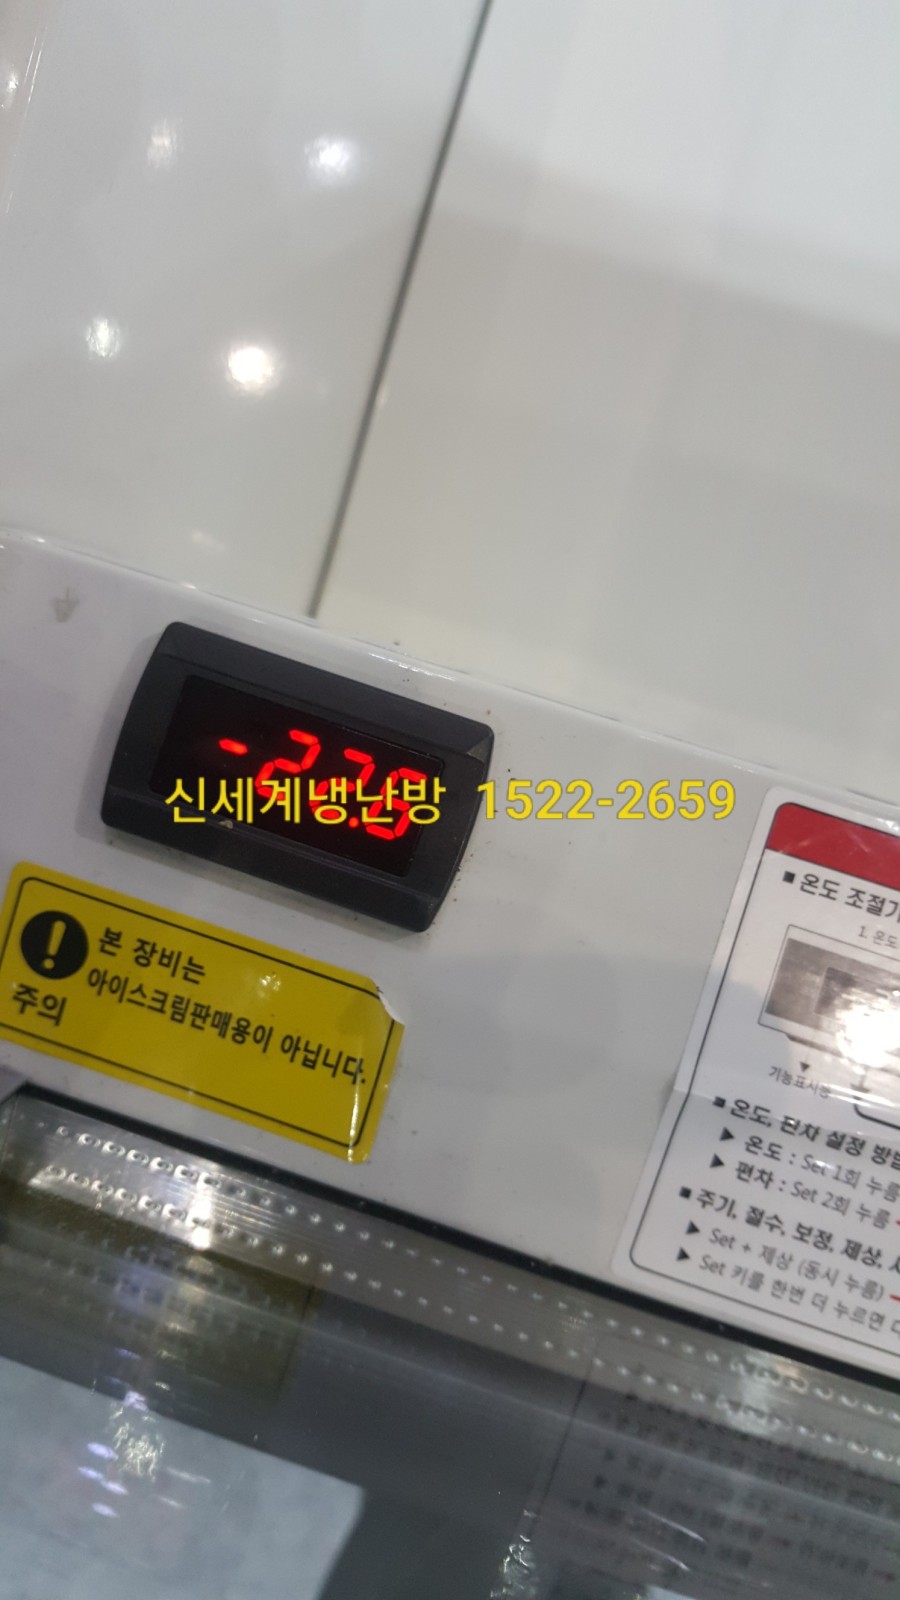 신세계냉난방 1522-2659
본 장비는
아이스크림판매용이 아닙니다.
주의
■ 온도 조절기
1. 온도
기능표시창
■ 온도, 편차 설정 방법
▶ 온도 : Set 1회 누름
▶ 편차 : Set 2회 누름
■ 주기, 절수, 보정, 제상,
▶ Set + 제상 (동시 누름)
▶ Set 키를 한번 더 누르면